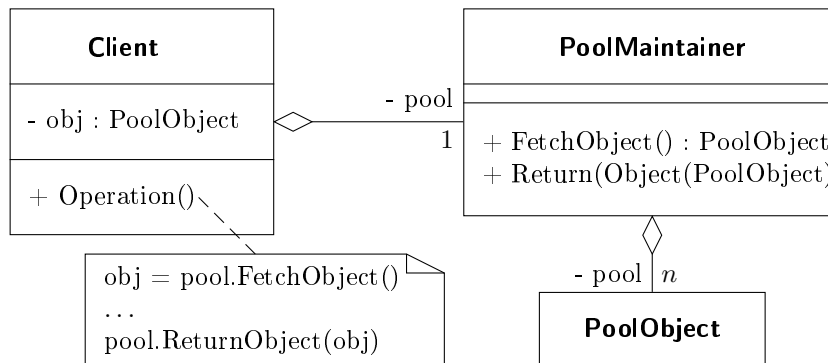 Client
- obj : PoolObject
+ Operation()
- pool
1
PoolMaintainer
+ FetchObject() : PoolObject
+ Return(Object(PoolObject)
obj = pool.FetchObject()
...
pool.ReturnObject(obj)
- pool n
PoolObject